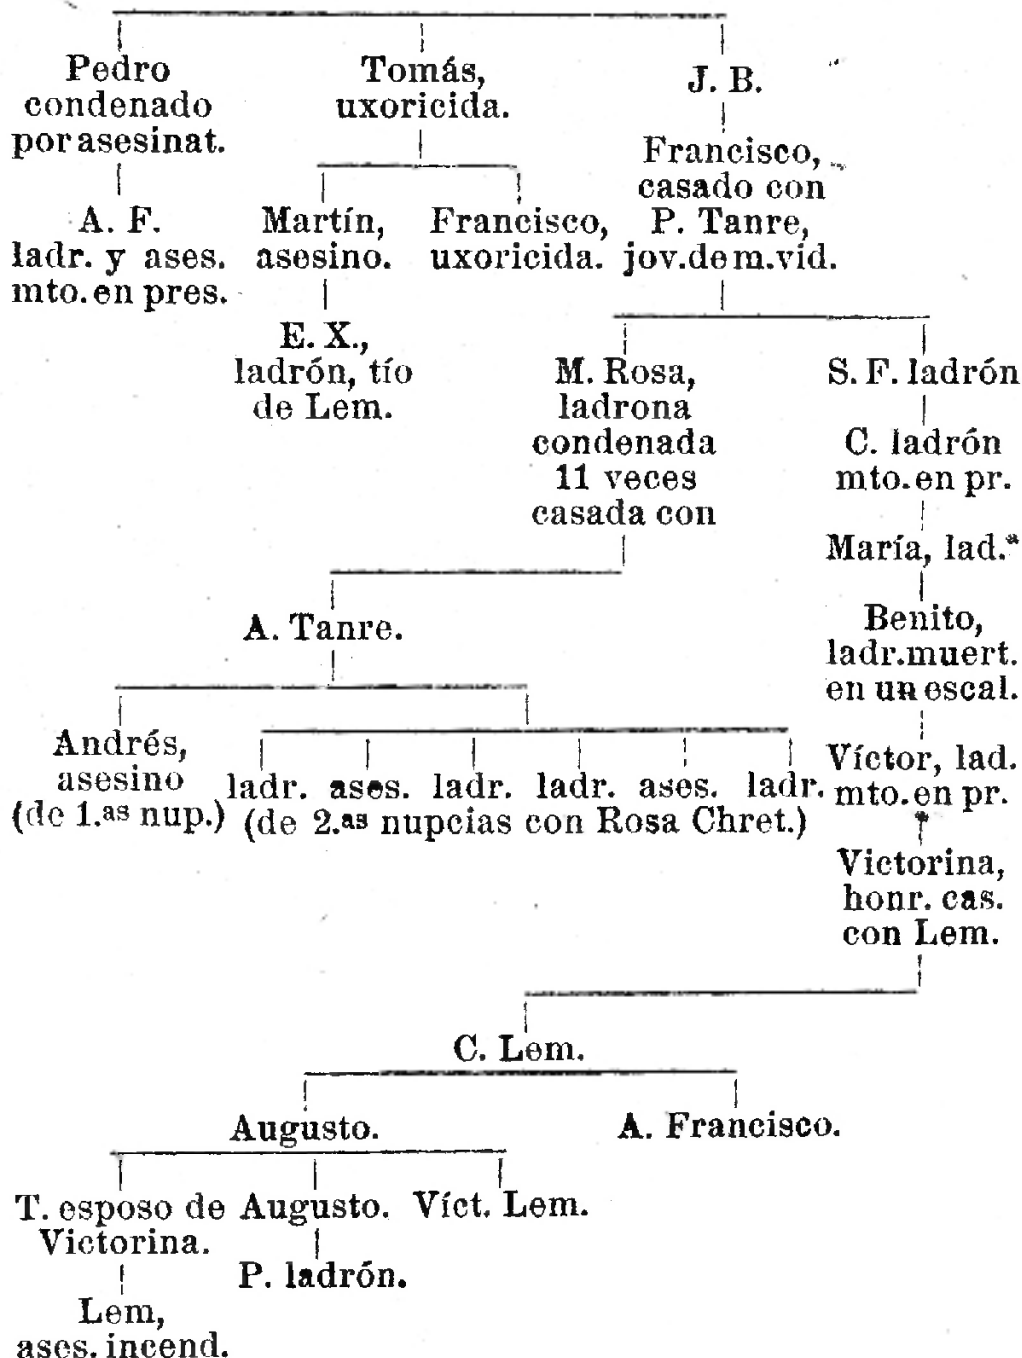 Pedro
condenado
por asesinat.
Tomás,
uxoricida.
J. B.
Francisco,
casado con
P. Tanre,
jov.dem.vid.
A. F.
ladr. y ases.
mto. en pres.
Martín,
asesino.
Francisco,
uxoricida.
E. X.,
ladrón, tío
de Lem.
M. Rosa,
ladrona
condenada
11 veces
casada con
S. F. ladrón
C. ladrón
mto. en pr.
María, lad.ª
Benito,
ladr. muert.
en un escal.
Víctor, lad.
mto. en pr.
Victorina,
honr. cas.
con Lem.
A. Tanre.
Andrés,
asesino
(de 1.as nup.)
ladr. ases. ladr. ladr. ases. ladr.
(de 2.as nupcias con Rosa Chret.)
C. Lem.
Augusto.
A. Francisco.
T. esposo de
Victorina.
Augusto.
Víct. Lem.
P. ladrón.
Lem,
ases. incend.